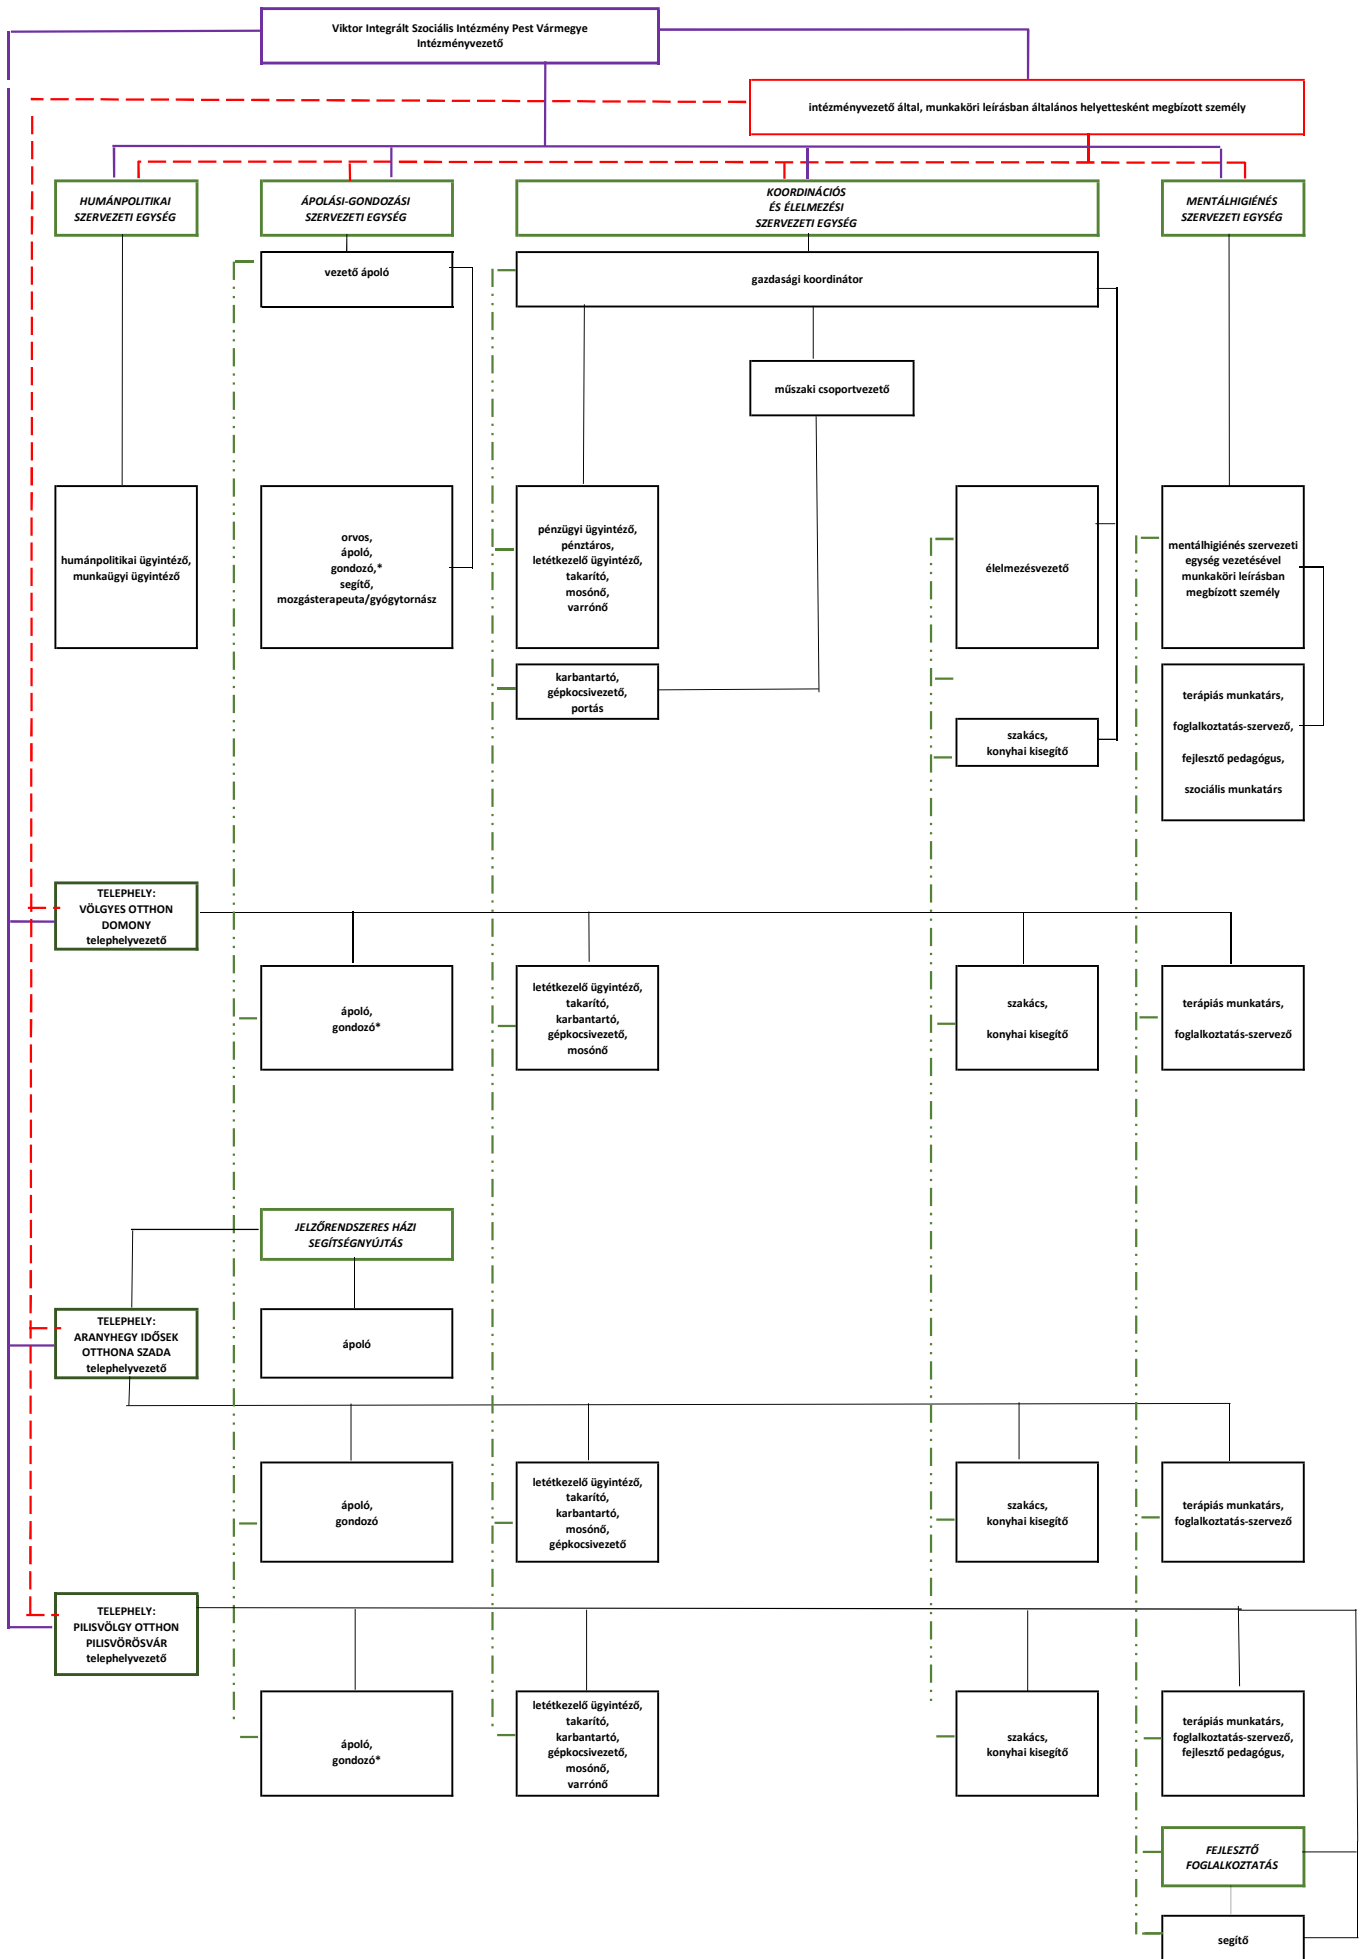 Viktor Integrált Szociális Intézmény Pest Vármegye
Intézményvezető
intézményvezető által, munkaköri leírásban általános helyettesként megbízott személy
HUMÁNPOLITIKAI
SZERVEZETI EGYSÉG
ÁPOLÁSI-GONDOZÁSI
SZERVEZETI EGYSÉG
KOORDINÁCIÓS
ÉS ÉLELMEZÉSI
SZERVEZETI EGYSÉG
MENTÁLHIGIÉNÉS
SZERVEZETI EGYSÉG
vezető ápoló
gazdasági koordinátor
műszaki csoportvezető
humánpolitikai ügyintéző,
munkaügyi ügyintéző
orvos,
ápoló,
gondozó,*
segítő,
mozgásterapeuta/gyógytornász
pénzügyi ügyintéző,
pénztáros,
letétkezelő ügyintéző,
takarító,
mosónő,
varrónő
élelmezésvezető
mentálhigiénés szervezeti
egység vezetésével
munkaköri leírásban
megbízott személy
karbantartó,
gépkocsivezető,
portás
szakács,
konyhai kisegítő
terápiás munkatárs,
foglalkoztatás-szervező,
fejlesztő pedagógus,
szociális munkatárs
TELEPHELY:
VÖLGYES OTTHON
DOMONY
telephelyvezető
ápoló,
gondozó*
letétkezelő ügyintéző,
takarító,
karbantartó,
gépkocsivezető,
mosónő
szakács,
konyhai kisegítő
terápiás munkatárs,
foglalkoztatás-szervező
JELZŐRENDSZERES HÁZI
SEGÍTSÉGNYÚJTÁS
TELEPHELY:
ARANYHEGY IDŐSEK
OTTHONA SZADA
telephelyvezető
ápoló
ápoló,
gondozó
letétkezelő ügyintéző,
takarító,
karbantartó,
mosónő,
gépkocsivezető
szakács,
konyhai kisegítő
terápiás munkatárs,
foglalkoztatás-szervező
TELEPHELY:
PILISVÖLGY OTTHON
PILISVÖRÖSVÁR
telephelyvezető
ápoló,
gondozó*
letétkezelő ügyintéző,
takarító,
karbantartó,
gépkocsivezető,
mosónő,
varrónő
szakács,
konyhai kisegítő
terápiás munkatárs,
foglalkoztatás-szervező,
fejlesztő pedagógus,
FEJLESZTŐ
FOGLALKOZTATÁS
segítő